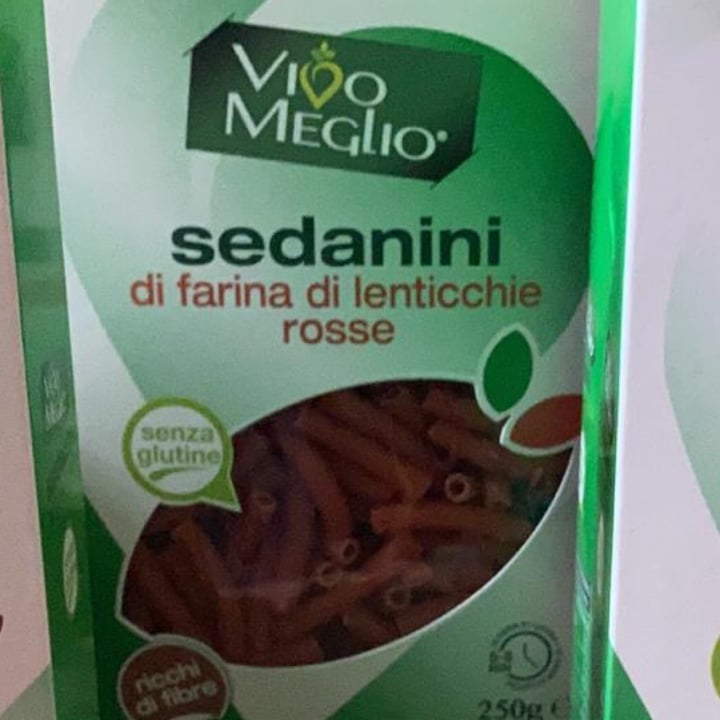 VIVO
MEGLIO®
sedanini
di farina di lenticchie
rosse
senza
glutine
ricchi
di fibre
250g e